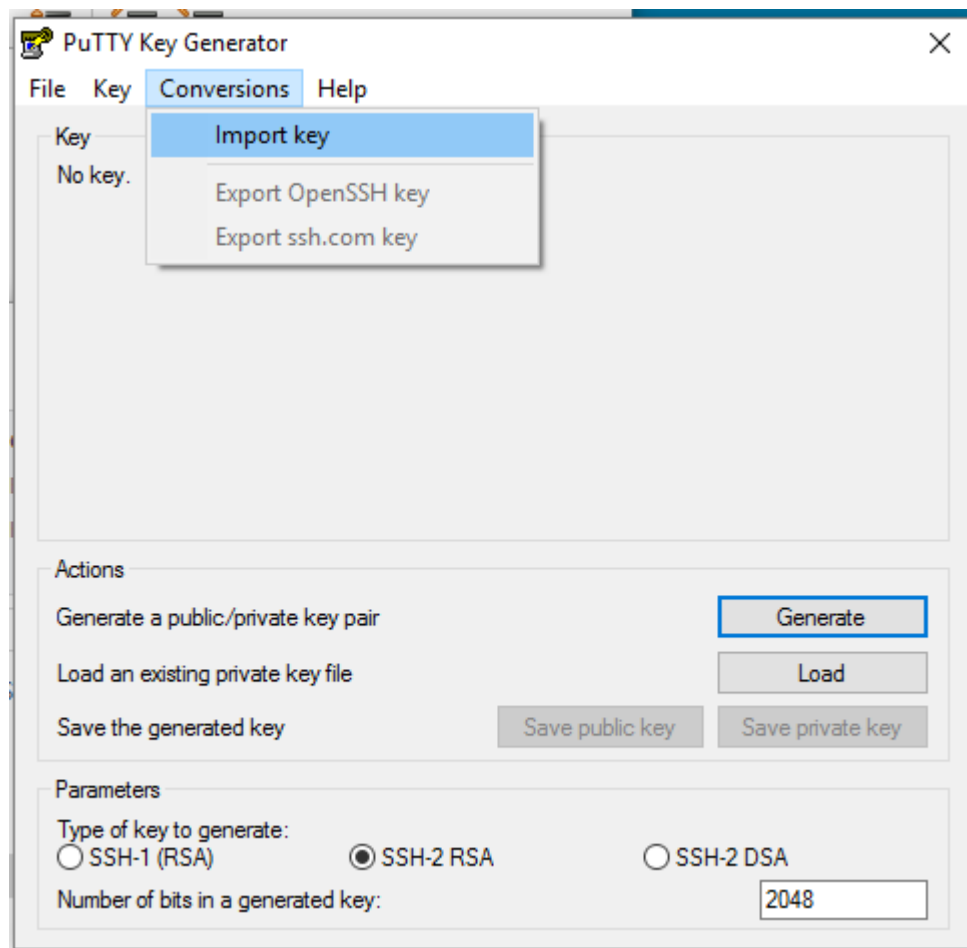 PuTTY Key Generator
File Key Conversions Help
Import key
Export OpenSSH key
Export ssh.com key
Key
No key.
Actions
Generate a public/private key pair
Generate
Load an existing private key file
Load
Save the generated key
Save public key
Save private key
Parameters
Type of key to generate:
SSH-1 (RSA) SSH-2 RSA SSH-2 DSA
Number of bits in a generated key:
2048